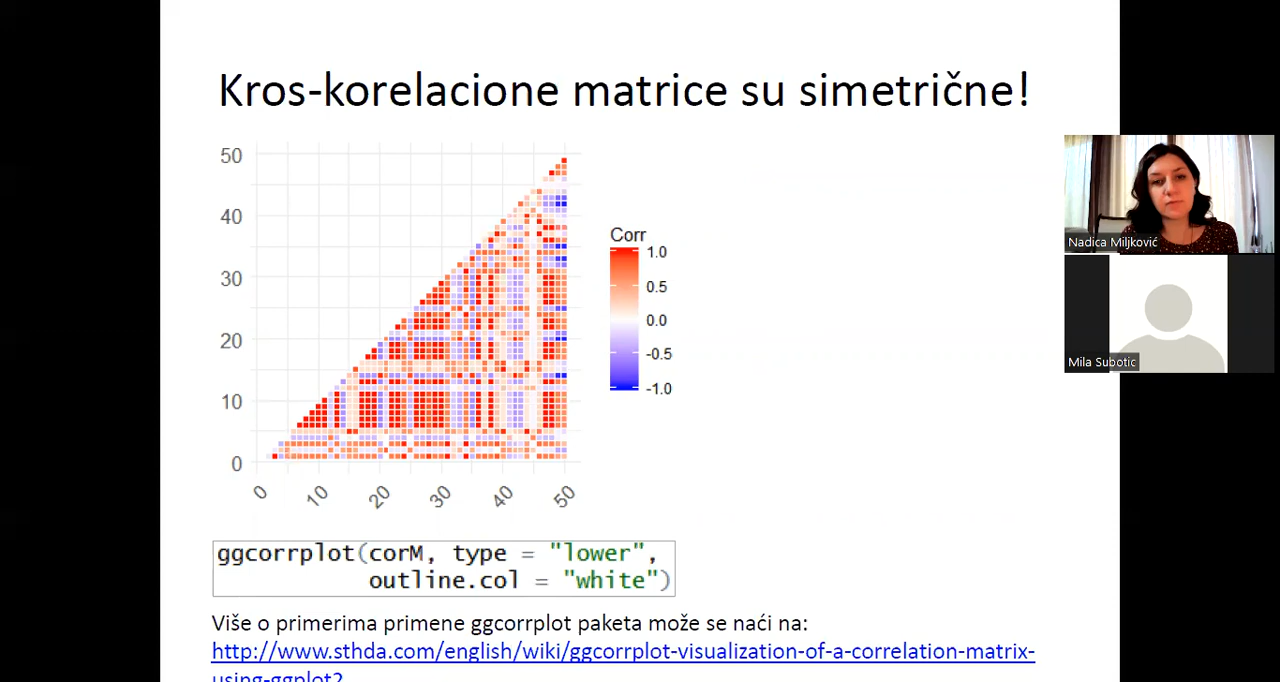 Kros-korelacione matrice su simetrične!
50
40
30
20
10
0
0
10
20
30
40
50
Corr
1.0
0.5
0.0
-0.5
-1.0
ggcorrplot(corM, type = "lower",
outline.col = "white")
Više o primerima primene ggcorrplot paketa može se naći na:
http://www.sthda.com/english/wiki/ggcorrplot-visualization-of-a-correlation-matrix-
using-ggplot2
Nadica Miljković
Mila Subotic